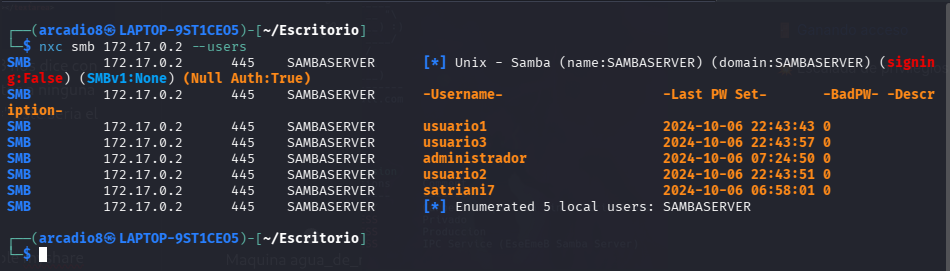 ┌──(arcadio8㉿LAPTOP-9ST1CEO5)-[~/Escritorio]
└─$ nxc smb 172.17.0.2 --users
SMB 172.17.0.2 445 SAMBASERVER [*] Unix - Samba (name:SAMBASERVER) (domain:SAMBASERVER) (signin
g:False) (SMBv1:None) (Null Auth:True)
SMB 172.17.0.2 445 SAMBASERVER -Username- -Last PW Set- -BadPW- -Descr
iption-
SMB 172.17.0.2 445 SAMBASERVER usuario1 2024-10-06 22:43:43 0
SMB 172.17.0.2 445 SAMBASERVER usuario3 2024-10-06 22:43:57 0
SMB 172.17.0.2 445 SAMBASERVER administrador 2024-10-06 07:24:50 0
SMB 172.17.0.2 445 SAMBASERVER usuario2 2024-10-06 22:43:51 0
SMB 172.17.0.2 445 SAMBASERVER satriani7 2024-10-06 06:58:01 0
SMB 172.17.0.2 445 SAMBASERVER [*] Enumerated 5 local users: SAMBASERVER
┌──(arcadio8㉿LAPTOP-9ST1CEO5)-[~/Escritorio]
└─$